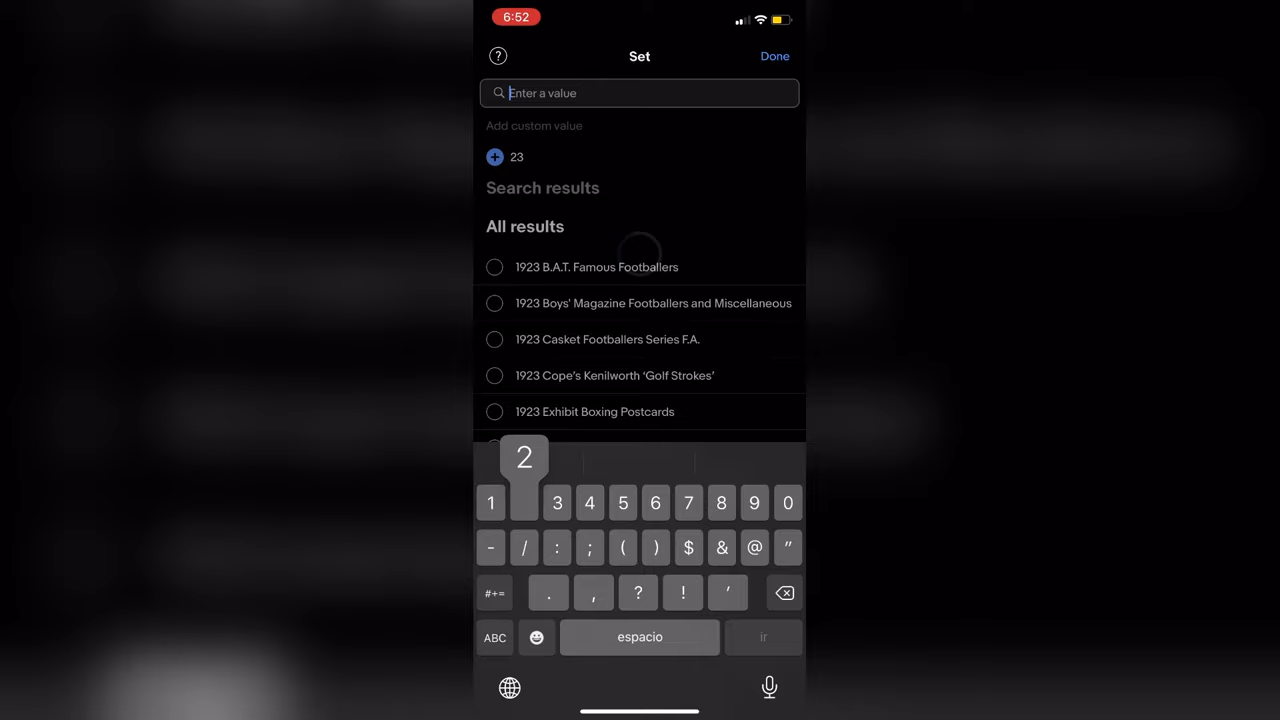 6:52
?
Set
Done
Enter a value
Add custom value
+ 23
Search results
All results
1923 B.A.T. Famous Footballers
1923 Boys' Magazine Footballers and Miscellaneous
1923 Casket Footballers Series F.A.
1923 Cope's Kenilworth ‘Golf Strokes’
1923 Exhibit Boxing Postcards
2
1 3 4 5 6 7 8 9 0
- / : ; ( ) $ & @ "
#+= . , ? ! ’
ABC espacio ir